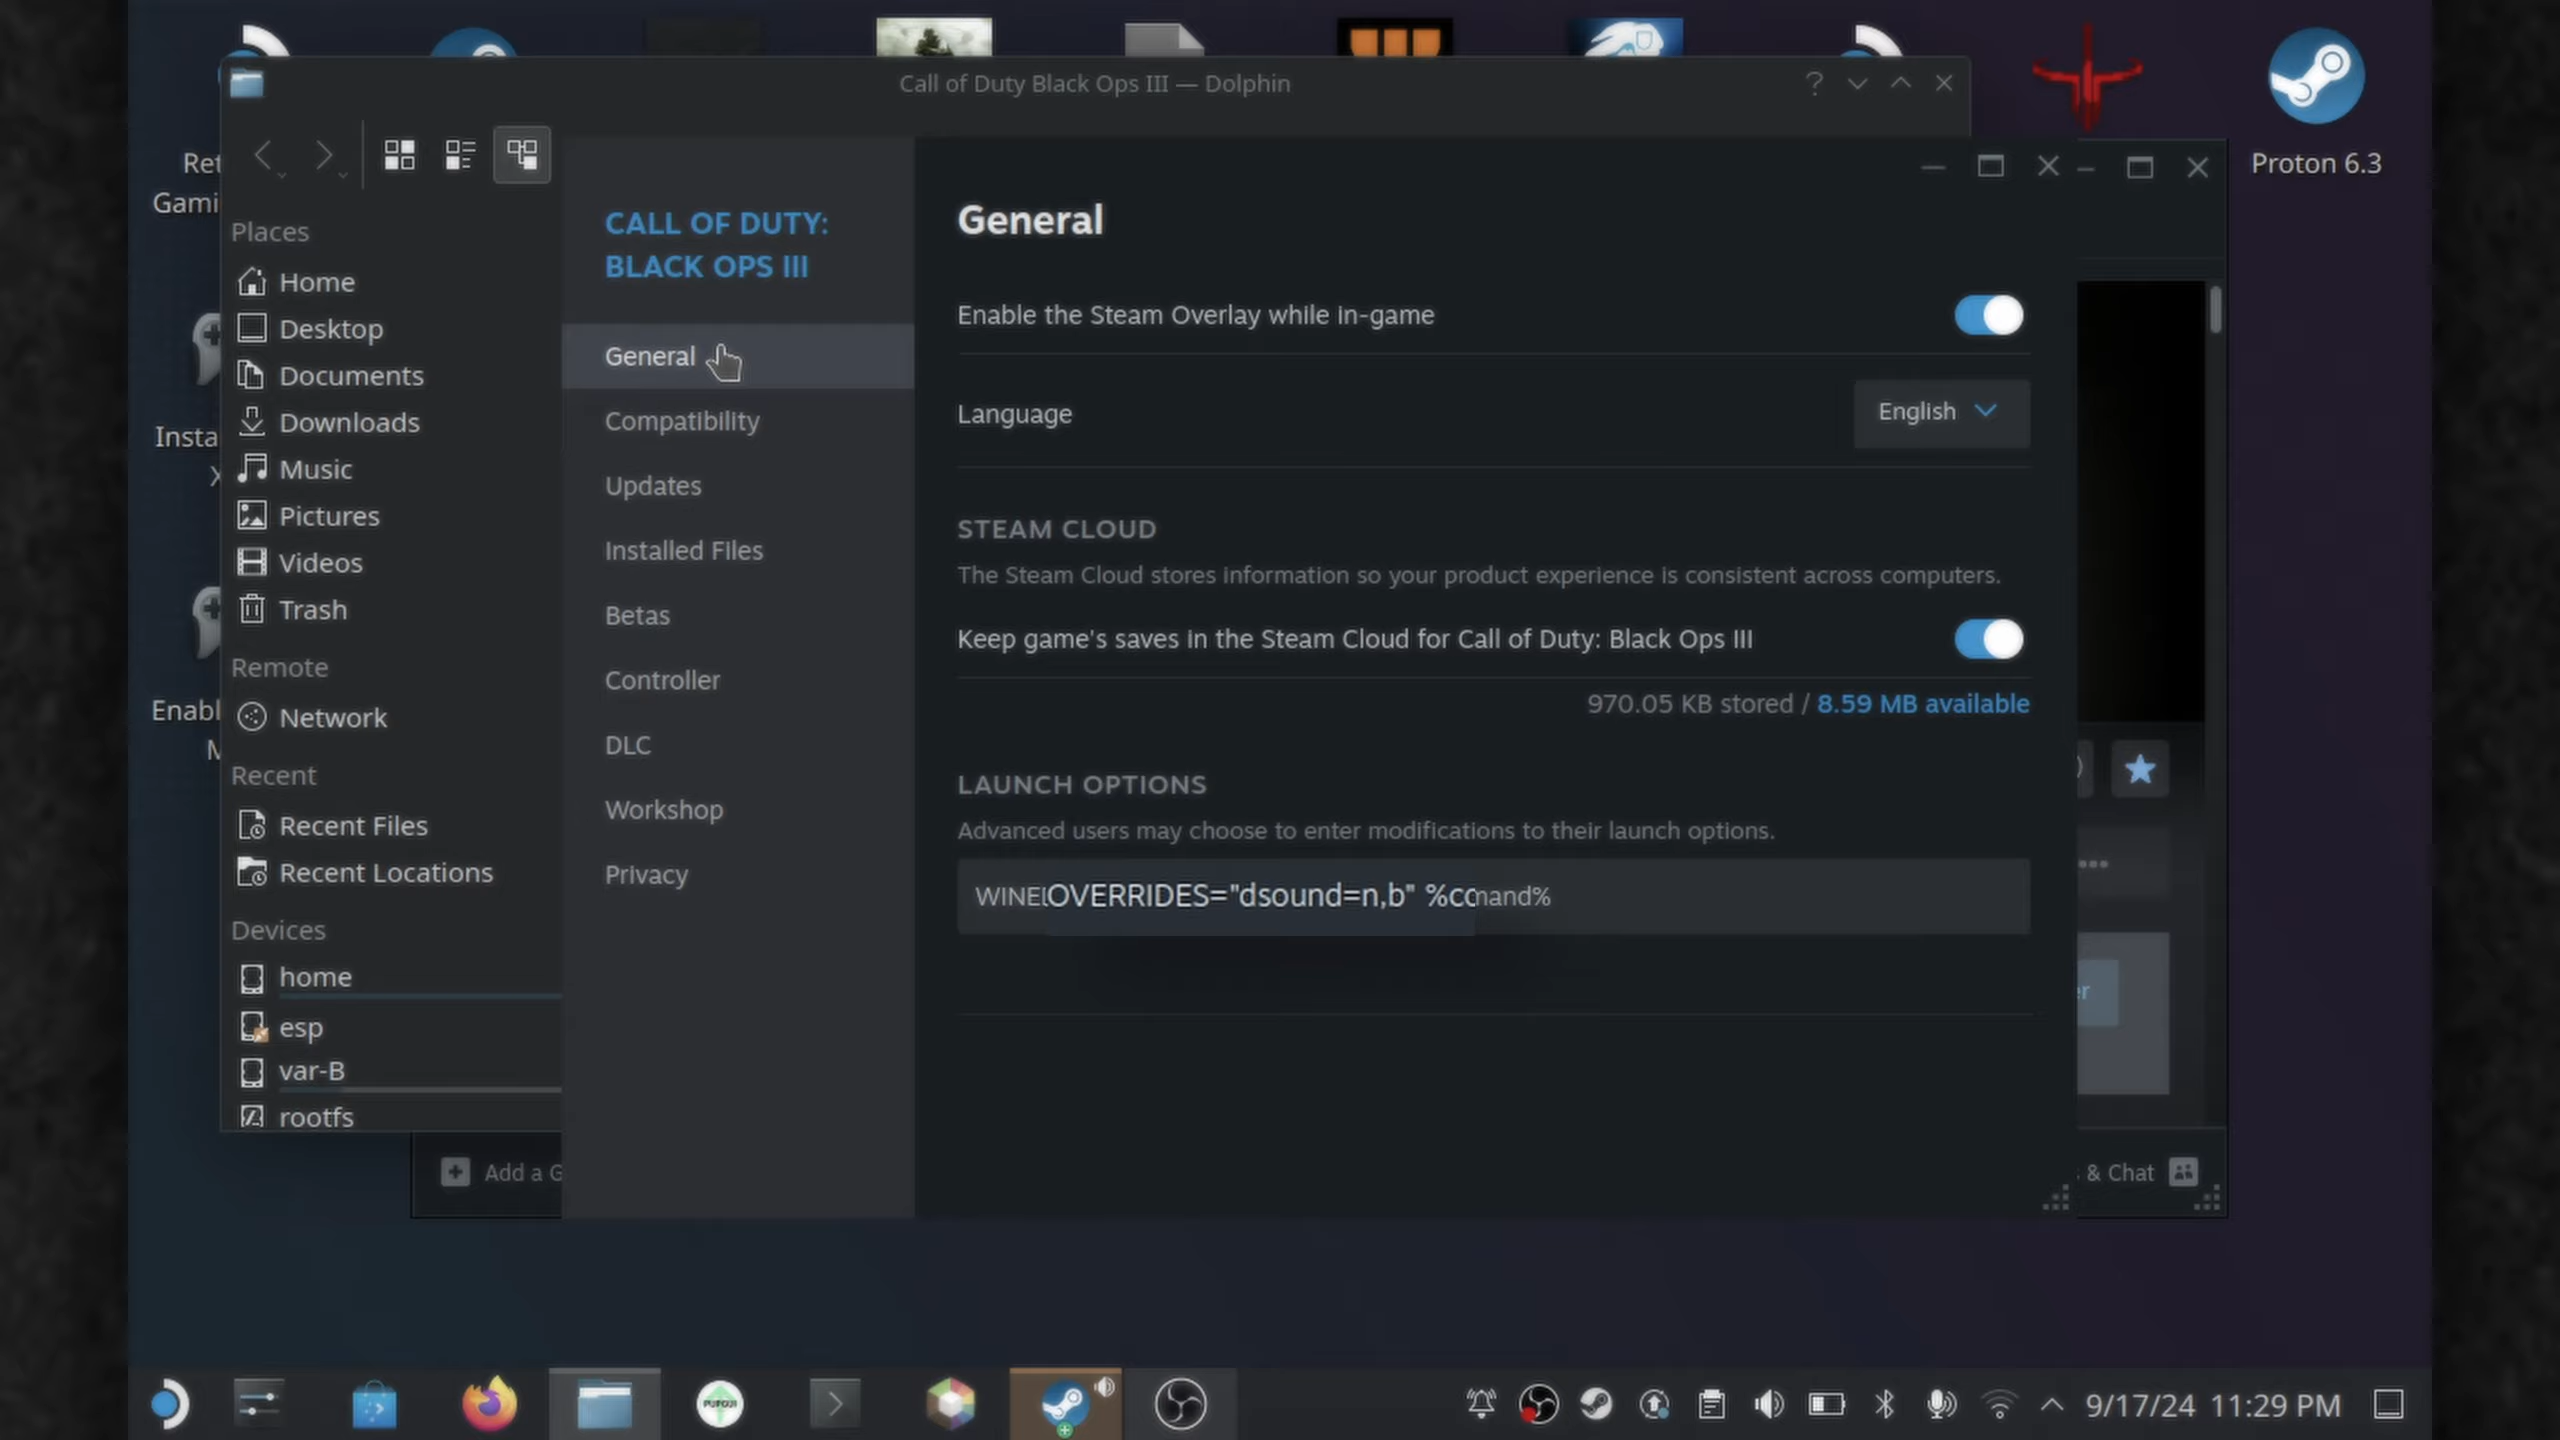 Call of Duty Black Ops III — Dolphin
Proton 6.3
Ret
Gami
Insta
X
Enabl
M
Places
Home
Desktop
Documents
Downloads
Music
Pictures
Videos
Trash
Remote
Network
Recent
Recent Files
Recent Locations
Devices
home
esp
var-B
rootfs
CALL OF DUTY:
BLACK OPS III
General
Compatibility
Updates
Installed Files
Betas
Controller
DLC
Workshop
Privacy
General
Enable the Steam Overlay while in-game
Language
English
STEAM CLOUD
The Steam Cloud stores information so your product experience is consistent across computers.
Keep game's saves in the Steam Cloud for Call of Duty: Black Ops III
970.05 KB stored / 8.59 MB available
LAUNCH OPTIONS
Advanced users may choose to enter modifications to their launch options.
OVERRIDES="dsound=n,b"
er
Add a G
& Chat
9/17/24 11:29 PM